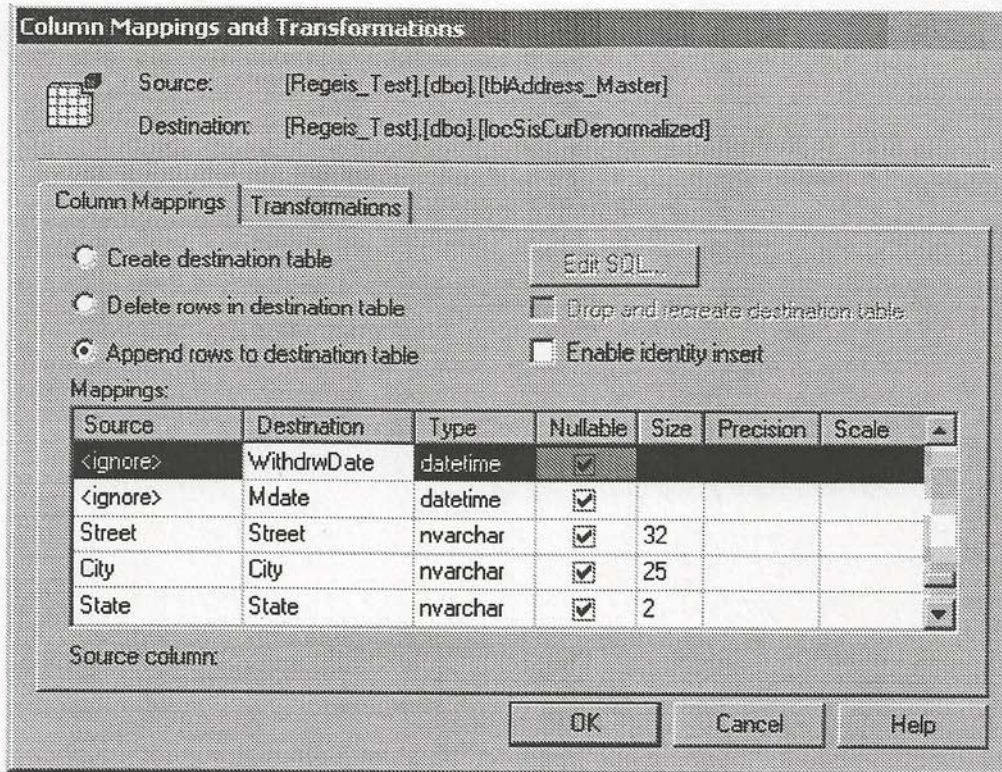 Column Mappings and Transformations
Source: [Regeis_Test].[dbo].[tblAddress_Master]
Destination: [Regeis_Test].[dbo].[locSisCurDenormalized]
Column Mappings Transformations
Create destination table Edit SQL...
Delete rows in destination table Drop and recreate destination table
Append rows to destination table Enable identity insert
Mappings:
Source Destination Type Nullable Size Precision Scale
<ignore> WithdrwDate datetime
<ignore> Mdate datetime
Street Street nvarchar 32
City City nvarchar 25
State State nvarchar 2
Source column:
OK Cancel Help